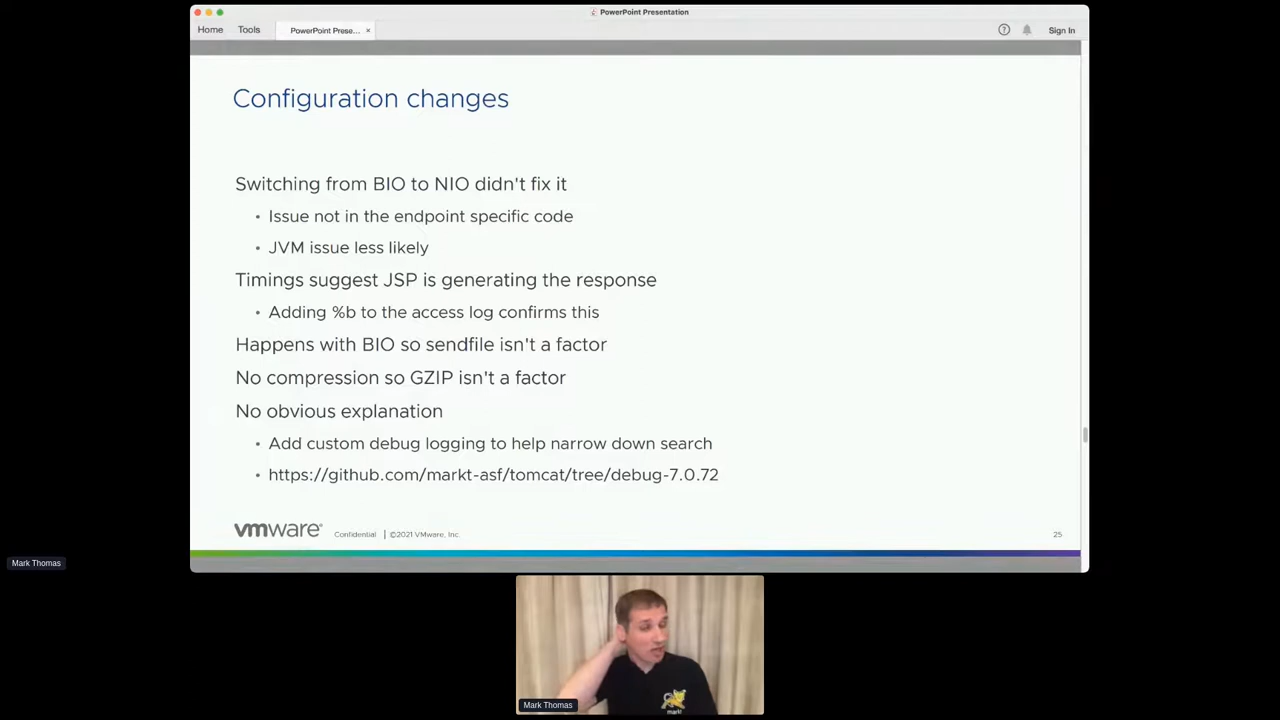 PowerPoint Presentation
Home Tools PowerPoint Prese... × Sign In
Configuration changes
Switching from BIO to NIO didn't fix it
• Issue not in the endpoint specific code
• JVM issue less likely
Timings suggest JSP is generating the response
• Adding %b to the access log confirms this
Happens with BIO so sendfile isn't a factor
No compression so GZIP isn't a factor
No obvious explanation
• Add custom debug logging to help narrow down search
• https://github.com/markt-asf/tomcat/tree/debug-7.0.72
vmware® Confidential | ©2021 VMware, Inc. 25
Mark Thomas
markt
Mark Thomas